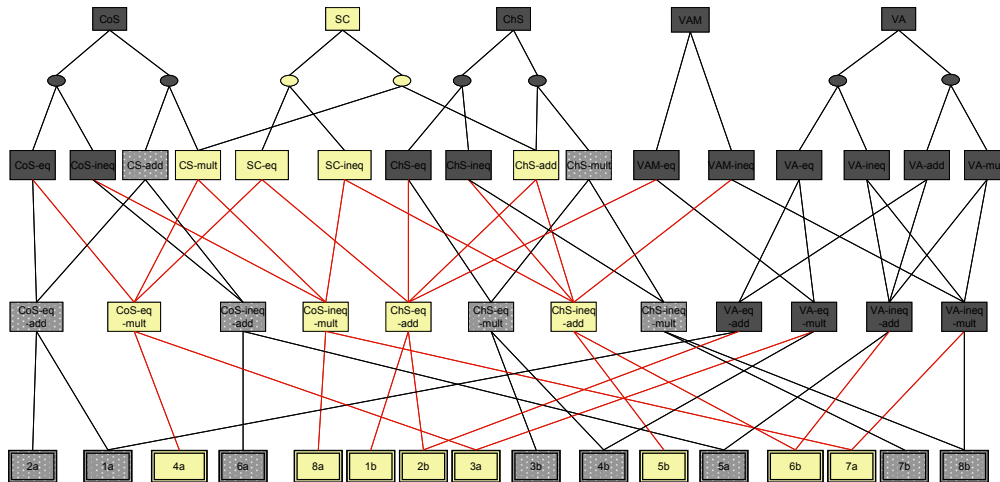 CoS
SC
ChS
VAM
VA
CoS-eq
CoS-ineq
CS-add
CS-mult
SC-eq
SC-ineq
ChS-eq
ChS-ineq
ChS-add
ChS-mult
VAM-eq
VAM-ineq
VA-eq
VA-ineq
VA-add
VA-mu
CoS-eq
-add
CoS-eq
-mult
CoS-ineq
-add
CoS-ineq
-mult
ChS-eq
-add
ChS-eq
-mult
ChS-ineq
-add
ChS-ineq
-mult
VA-eq
-add
VA-eq
-mult
VA-ineq
-add
VA-ineq
-mult
2a
1a
4a
6a
8a
1b
2b
3a
3b
4b
5b
5a
6b
7a
7b
8b